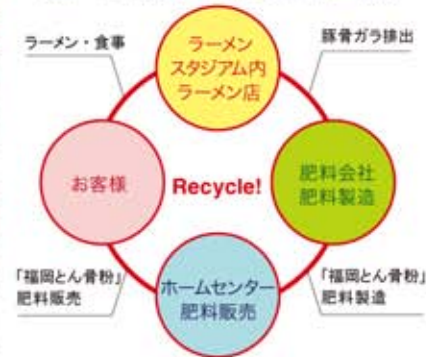 ラーメン・食事
ラーメン
スタジアム内
ラーメン店
豚骨ガラ排出
お客様
Recycle!
肥料会社
肥料製造
「福岡とん骨粉」
肥料販売
ホームセンター
肥料販売
「福岡とん骨粉」
肥料製造